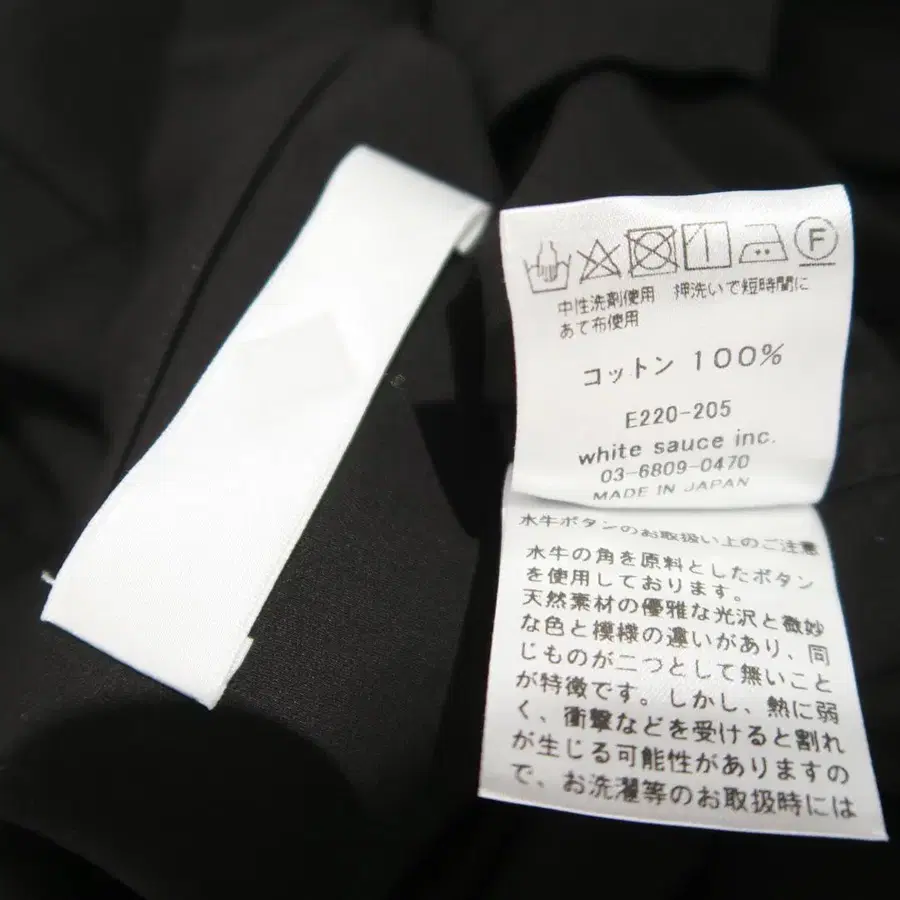 F
中性洗剤使用 押洗いで短時間に
あて布使用
コットン 100%
E220-205
white sauce inc.
03-6809-0470
MADE IN JAPAN
水牛ボタンのお取扱い上のご注意
水牛の角を原料としたボタン
を使用しております。
天然素材の優雅な光沢と微妙
な色と模様の違いがあり、同
じものが二つとして無いこと
が特徴です。しかし、熱に弱
く、衝撃などを受けると割れ
が生じる可能性がありますの
で、お洗濯等のお取扱時には